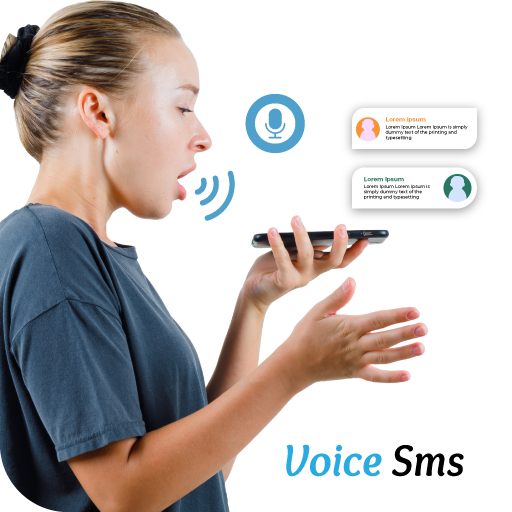 Lorem Ipsum
Lorem Ipsum Lorem Ipsum is simply
dummy text of the printing and
typesetting
Lorem Ipsum
Lorem Ipsum Lorem Ipsum is
simply dummy text of the
printing and typesetting
Voice Sms